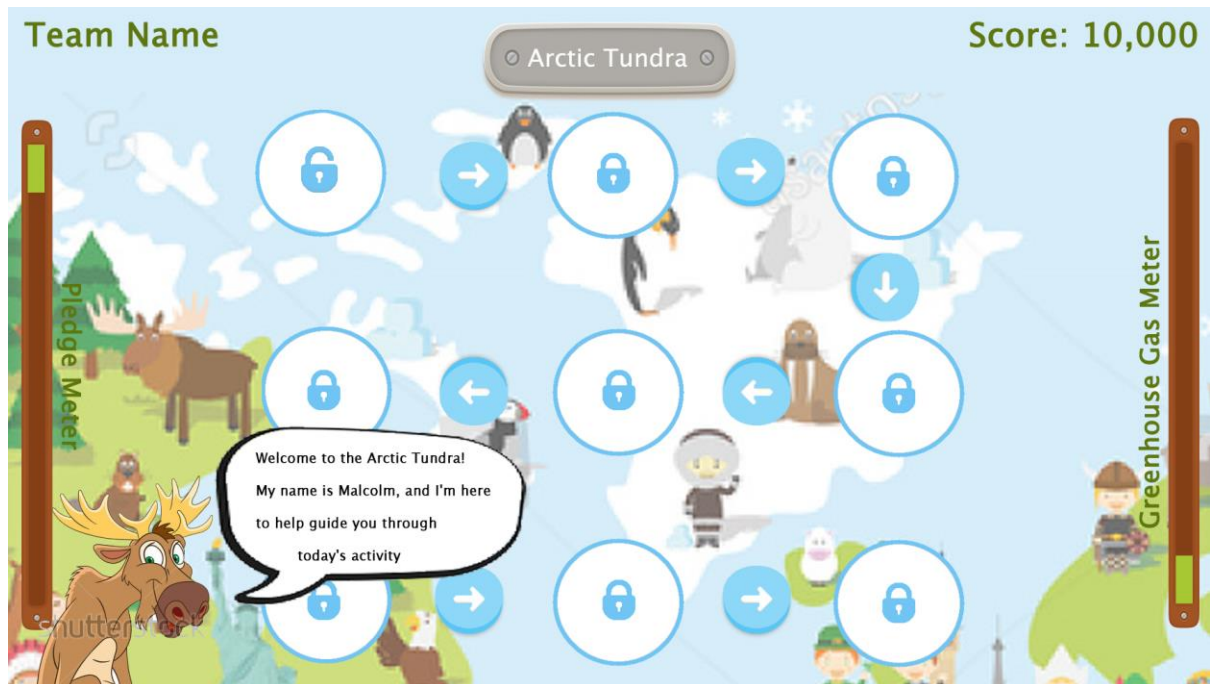 Team Name
Arctic Tundra
Score: 10,000
Pledge Meter
Greenhouse Gas Meter
Welcome to the Arctic Tundra!
My name is Malcolm, and I'm here
to help guide you through
today's activity
shutterstock